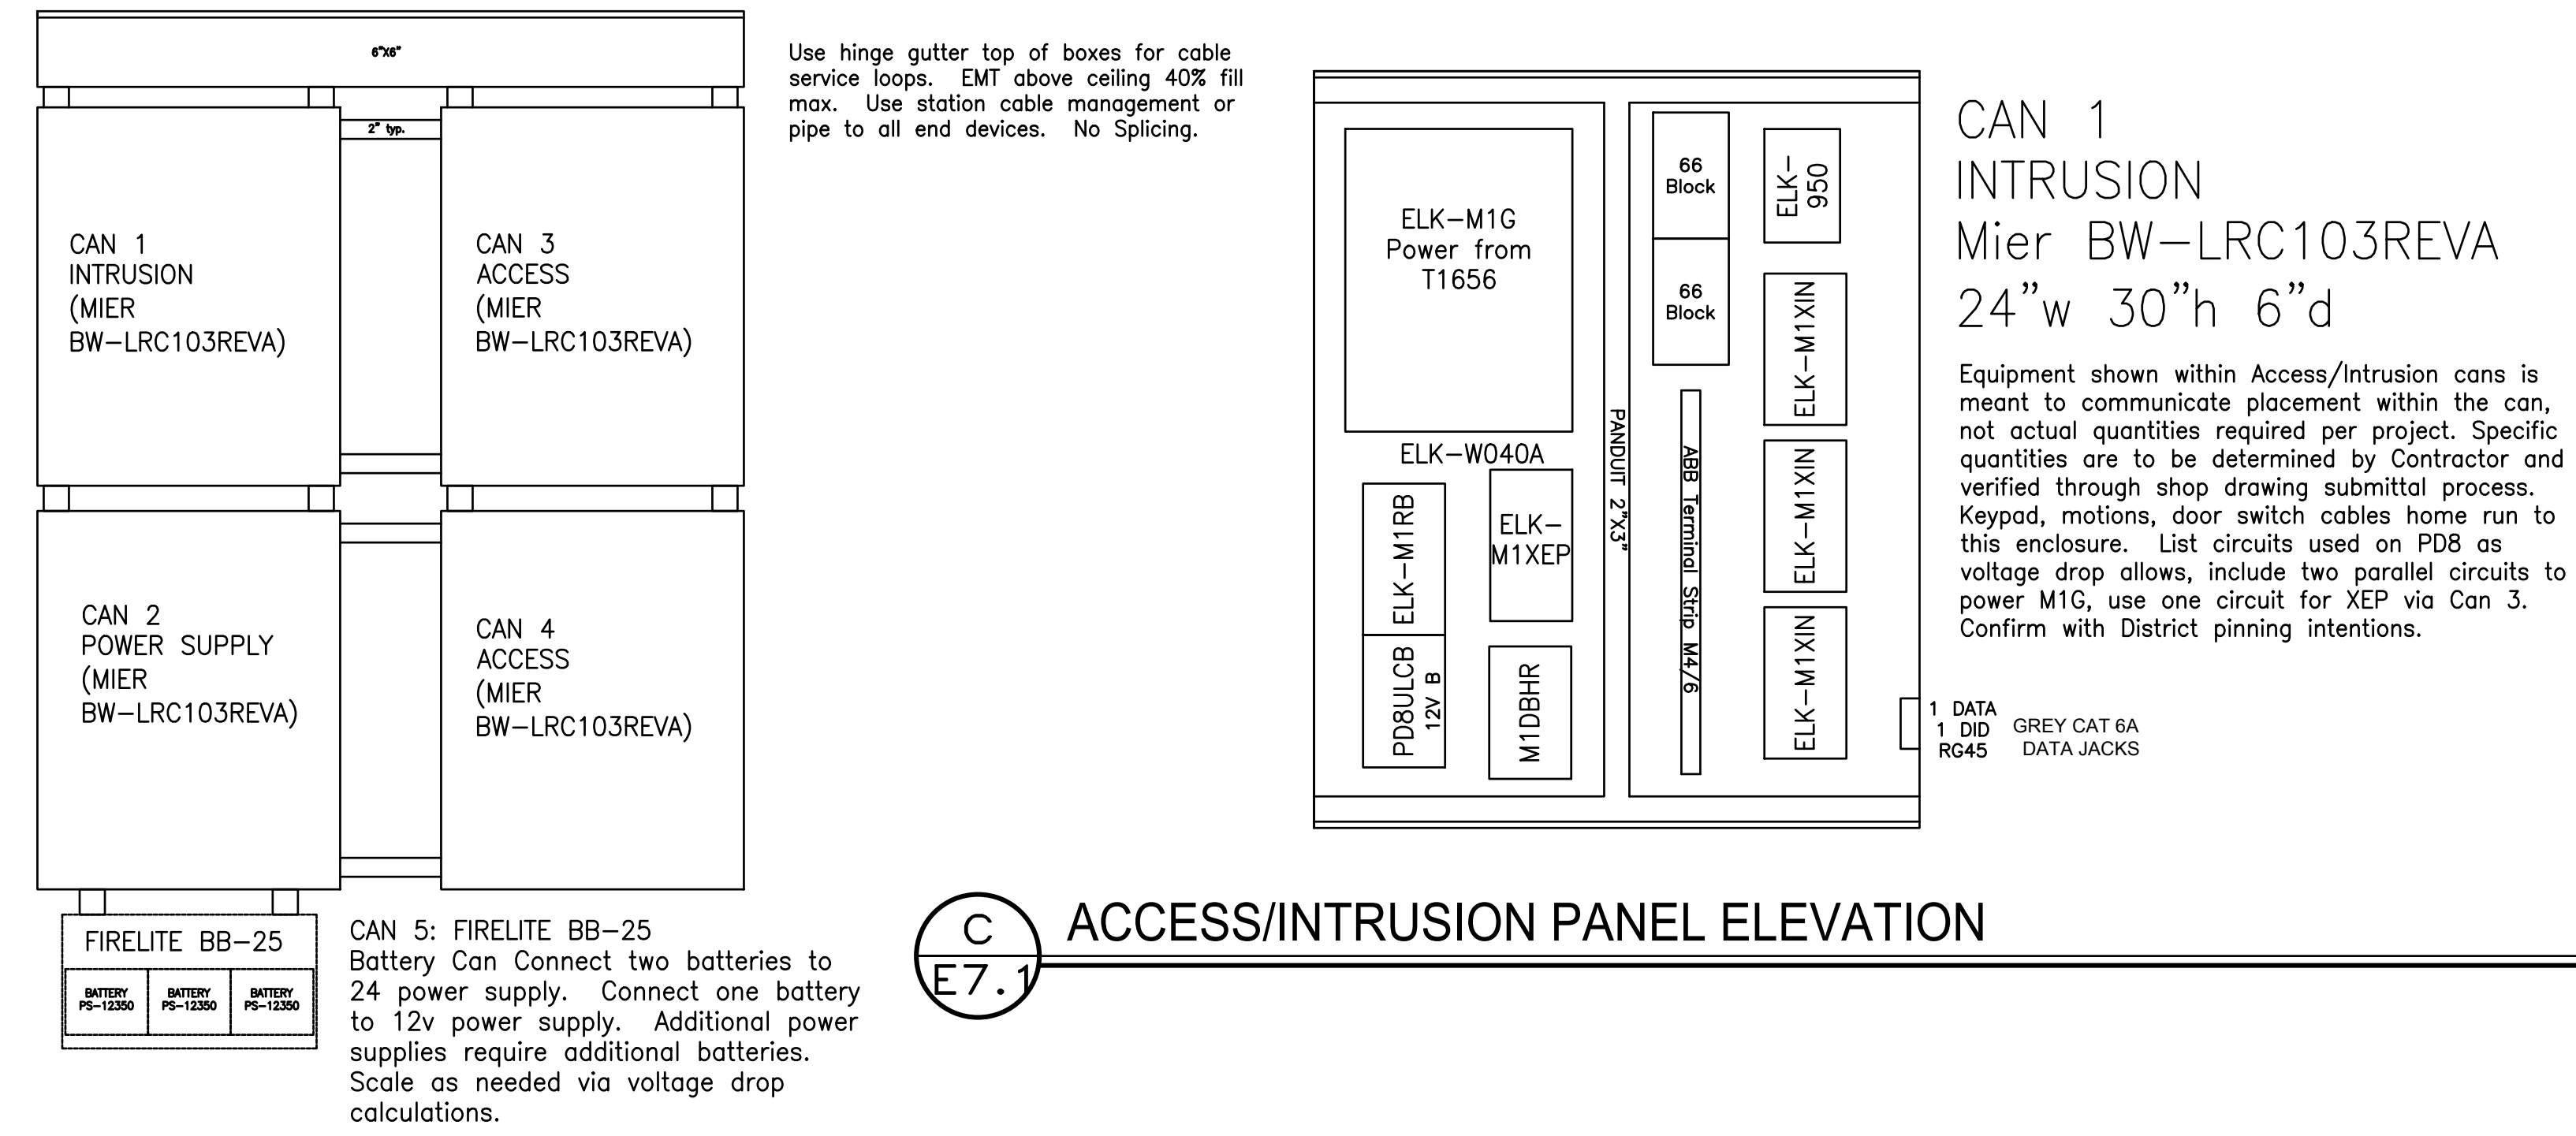 6"X6"
2" typ.
Use hinge gutter top of boxes for cable
service loops. EMT above ceiling 40% fill
max. Use station cable management or
pipe to all end devices. No Splicing.
CAN 1
INTRUSION
(MIER
BW-LRC103REVA)
CAN 3
ACCESS
(MIER
BW-LRC103REVA)
CAN 2
POWER SUPPLY
(MIER
BW-LRC103REVA)
CAN 4
ACCESS
(MIER
BW-LRC103REVA)
FIRELITE BB-25
BATTERY
PS-12350
BATTERY
PS-12350
BATTERY
PS-12350
CAN 5: FIRELITE BB-25
Battery Can Connect two batteries to
24 power supply. Connect one battery
to 12v power supply. Additional power
supplies require additional batteries.
Scale as needed via voltage drop
calculations.
ELK-M1G
Power from
T1656
ELK-W040A
ELK-M1RB
ELK-
M1XEP
PD8ULCB
12V B
M1DBHR
PANDUIT 2"X3"
66
Block
66
Block
ABB Terminal Strip M4/6
ELK-
950
ELK-M1XIN
ELK-M1XIN
ELK-M1XIN
CAN 1
INTRUSION
Mier BW-LRC103REVA
24"w 30"h 6"d
Equipment shown within Access/Intrusion cans is
meant to communicate placement within the can,
not actual quantities required per project. Specific
quantities are to be determined by Contractor and
verified through shop drawing submittal process.
Keypad, motions, door switch cables home run to
this enclosure. List circuits used on PD8 as
voltage drop allows, include two parallel circuits to
power M1G, use one circuit for XEP via Can 3.
Confirm with District pinning intentions.
1 DATA
1 DID
RG45
GREY CAT 6A
DATA JACKS
C
E7.1
ACCESS/INTRUSION PANEL ELEVATION